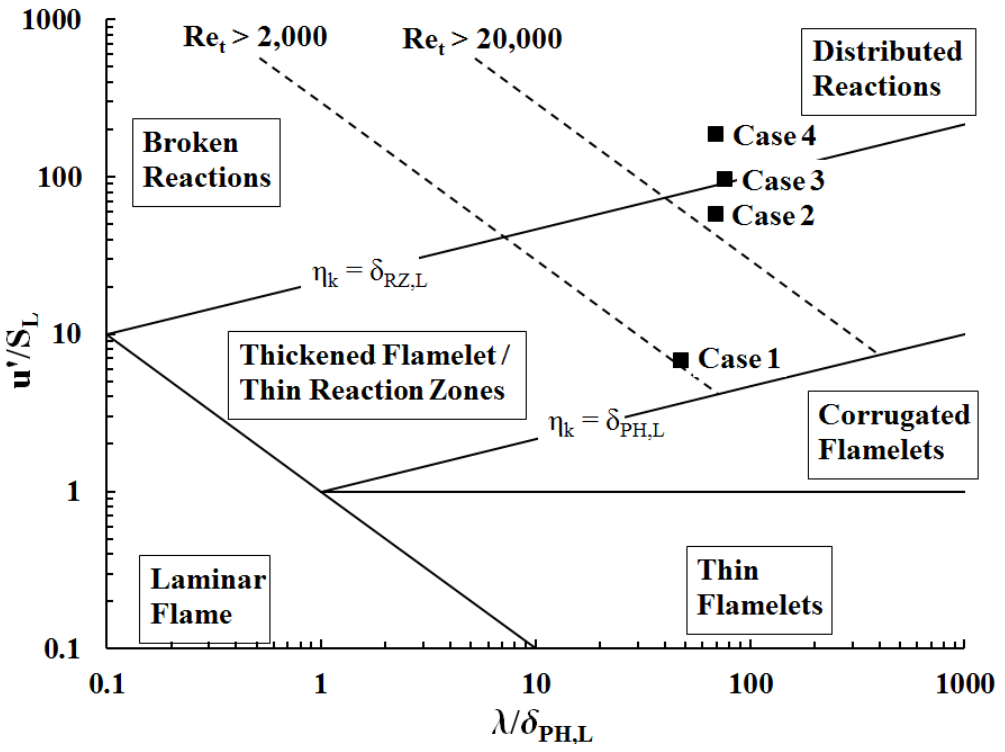 1000
100
10
1
0.1
u'/S_L
Re_t > 2,000
Re_t > 20,000
Distributed
Reactions
Broken
Reactions
Case 4
Case 3
Case 2
η_k = δ_RZ,L
Thickened Flamelet /
Thin Reaction Zones
Case 1
η_k = δ_PH,L
Corrugated
Flamelets
Laminar
Flame
Thin
Flamelets
0.1
1
10
100
1000
λ/δ_PH,L